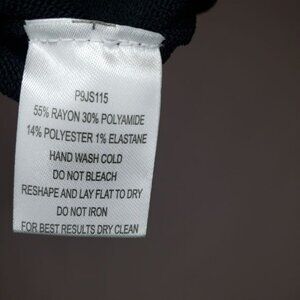 P9JS115
55% RAYON 30% POLYAMIDE
14% POLYESTER 1% ELASTANE
HAND WASH COLD
DO NOT BLEACH
RESHAPE AND LAY FLAT TO DRY
DO NOT IRON
FOR BEST RESULTS DRY CLEAN